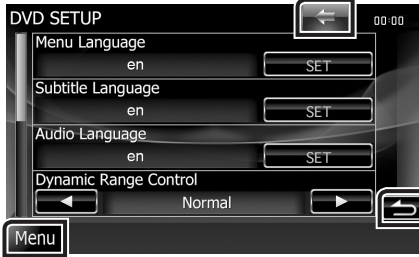 DVD SETUP 00:00
Menu Language
en SET
Subtitle Language
en SET
Audio Language
en SET
Dynamic Range Control
Normal
Menu